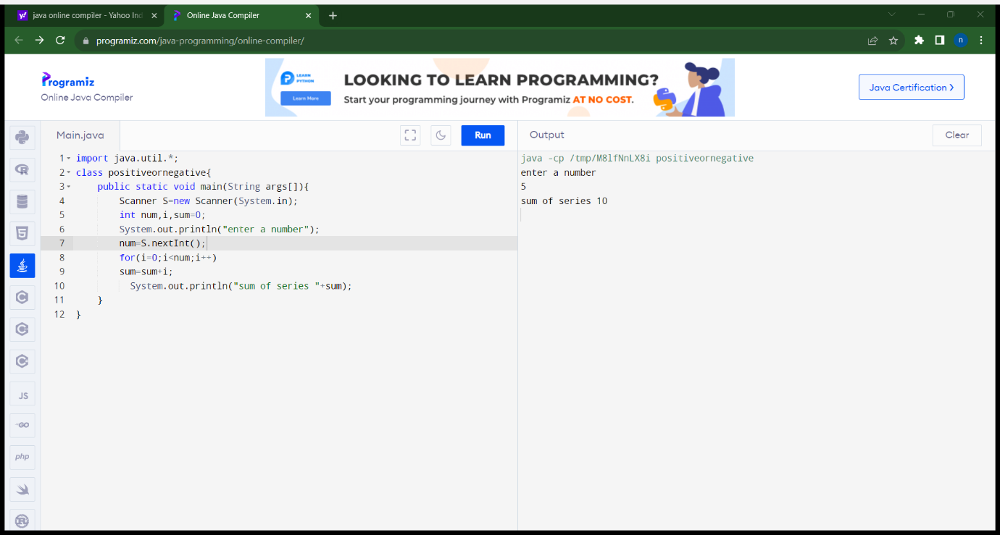 java online compiler - Yahoo Ind
Online Java Compiler
programiz.com/java-programming/online-compiler/
n
Programiz
Online Java Compiler
LEARN
PYTHON
Learn More
LOOKING TO LEARN PROGRAMMING?
Start your programming journey with Programiz AT NO COST.
Java Certification >
Main.java
Run
Output
Clear
1 import java.util.*;
2 class positiveornegative{
3 public static void main(String args[]){
4 Scanner S=new Scanner(System.in);
5 int num,i,sum=0;
6 System.out.println("enter a number");
7 num=S.nextInt();
8 for(i=0;i<num;i++)
9 sum=sum+i;
10 System.out.println("sum of series "+sum);
11 }
12 }
java -cp /tmp/M8lfNnLX8i positiveornegative
enter a number
5
sum of series 10
JS
GO
php